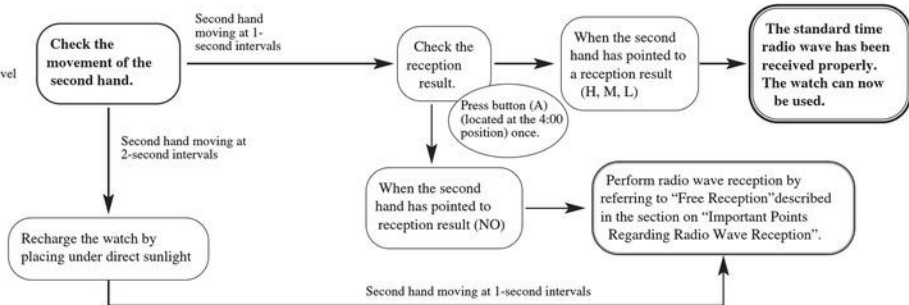 vel
Check the
movement of the
second hand.
Second hand
moving at 1-
second intervals
Check the
reception
result.
Press button (A)
(located at the 4:00
position) once.
When the second
hand has pointed to
a reception result
(H, M, L)
The standard time
radio wave has been
received properly.
The watch can now
be used.
Second hand moving at
2-second intervals
When the second
hand has pointed to
reception result (NO)
Perform radio wave reception by
referring to “Free Reception”described
in the section on “Important Points
Regarding Radio Wave Reception”.
Recharge the watch by
placing under direct sunlight
Second hand moving at 1-second intervals